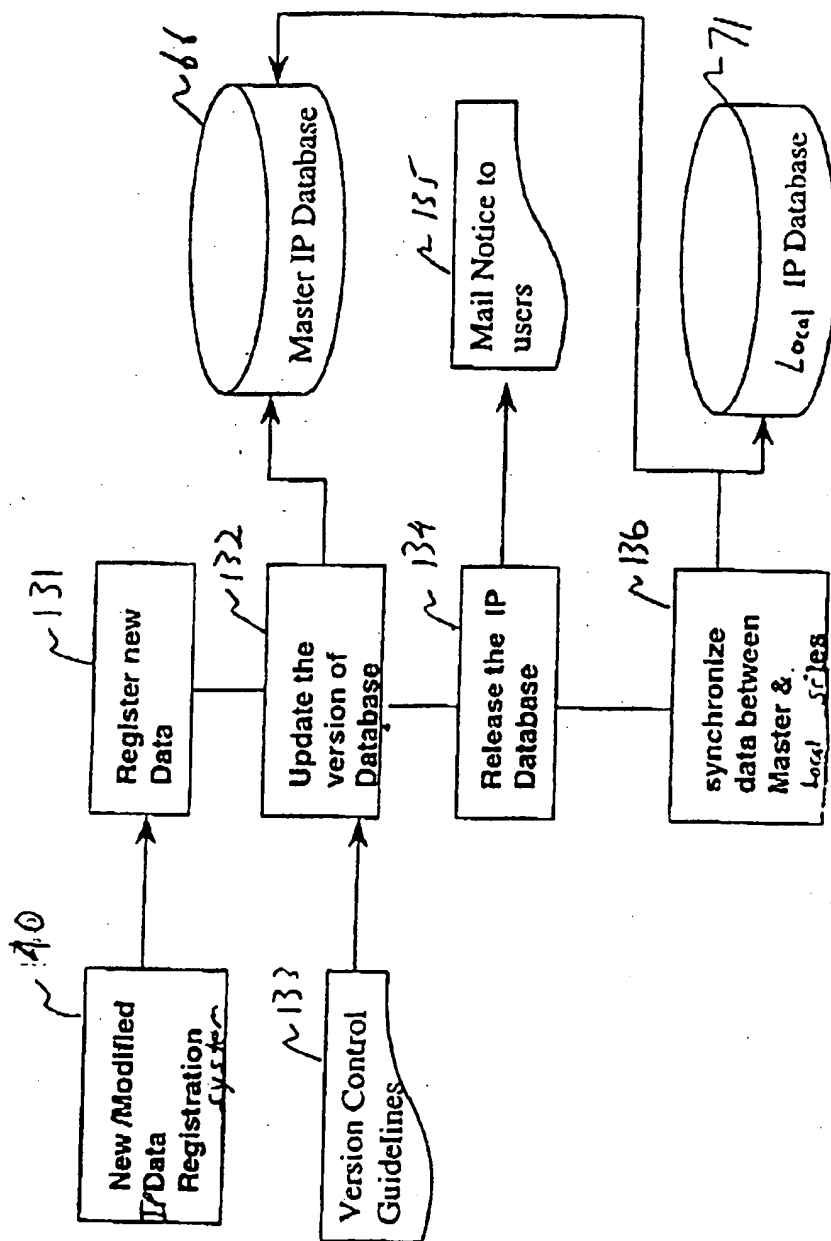 New/Modified
IP Data
Registration
system
131
Register new
Data
~133
Version Control
Guidelines
~132
Update the
version of
Database
Master IP Database
~134
Release the IP
Database
~135
Mail Notice to
users
~136
synchronize
data between
Master &
Local
~71
Local IP Database